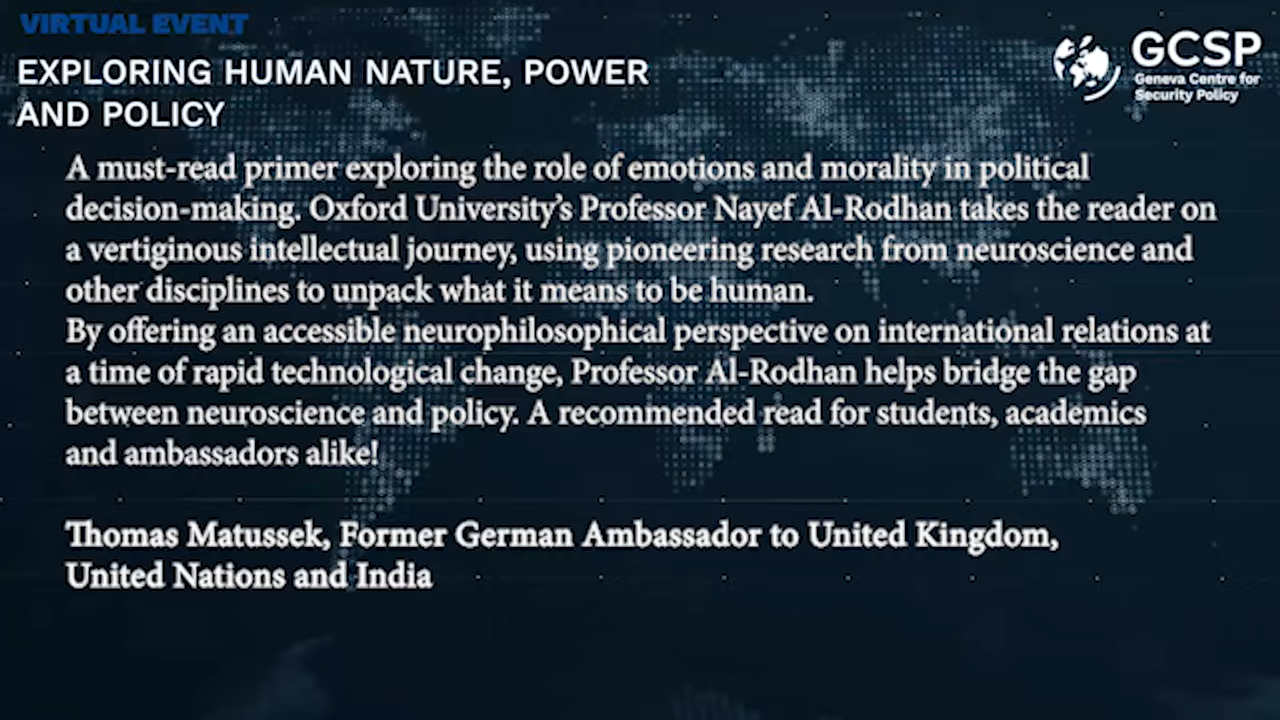 VIRTUAL EVENT
EXPLORING HUMAN NATURE, POWER
AND POLICY
GCSP
Geneva Centre for
Security Policy
A must-read primer exploring the role of emotions and morality in political
decision-making. Oxford University's Professor Nayef Al-Rodhan takes the reader on
a vertiginous intellectual journey, using pioneering research from neuroscience and
other disciplines to unpack what it means to be human.
By offering an accessible neurophilosophical perspective on international relations at
a time of rapid technological change, Professor Al-Rodhan helps bridge the gap
between neuroscience and policy. A recommended read for students, academics
and ambassadors alike!
Thomas Matussek, Former German Ambassador to United Kingdom,
United Nations and India